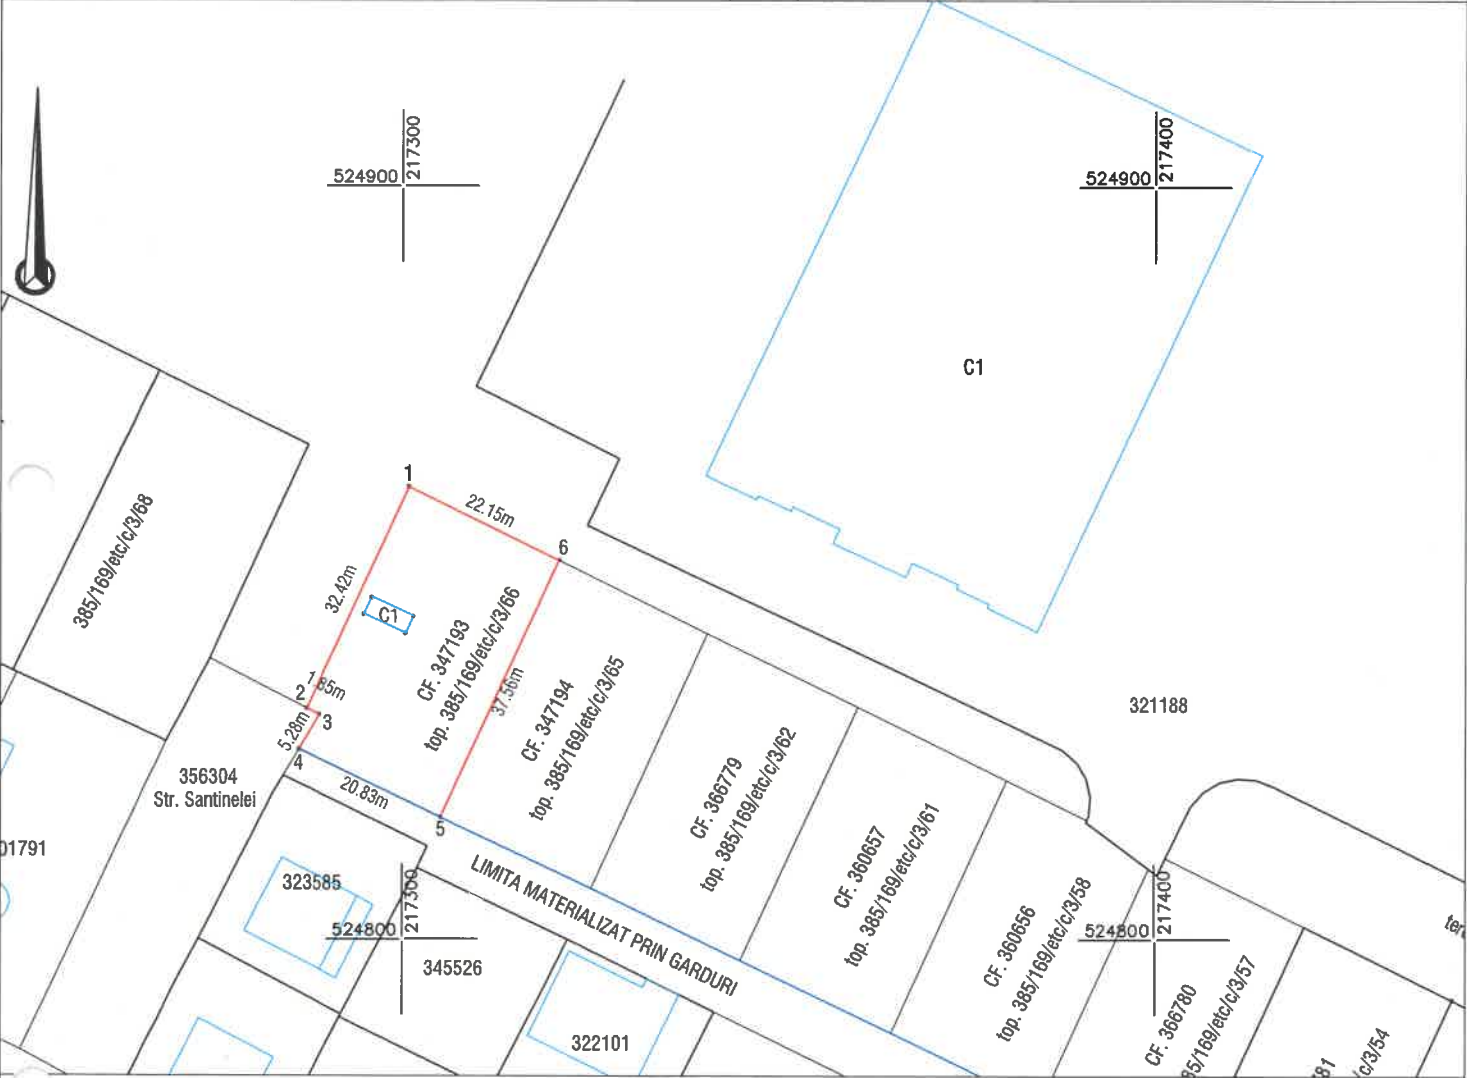 217300
524900
217400
524900
C1
1
22.15m
6
32.42m
C1
385/169/etc/c/3/68
CF. 347193
top. 385/169/etc/c/3/66
37.56m
CF. 347194
top. 385/169/etc/c/3/65
2
1.85m
3
5.28m
4
20.83m
5
321188
356304
Str. Santinelei
CF. 366779
top. 385/169/etc/c/3/62
CF. 360657
top. 385/169/etc/c/3/61
CF. 360656
top. 385/169/etc/c/3/58
CF. 366780
85/169/etc/c/3/57
01791
323585
LIMITA MATERIALIZAT PRIN GARDURI
217300
524800
217400
524800
345526
322101
81
/c/3/54